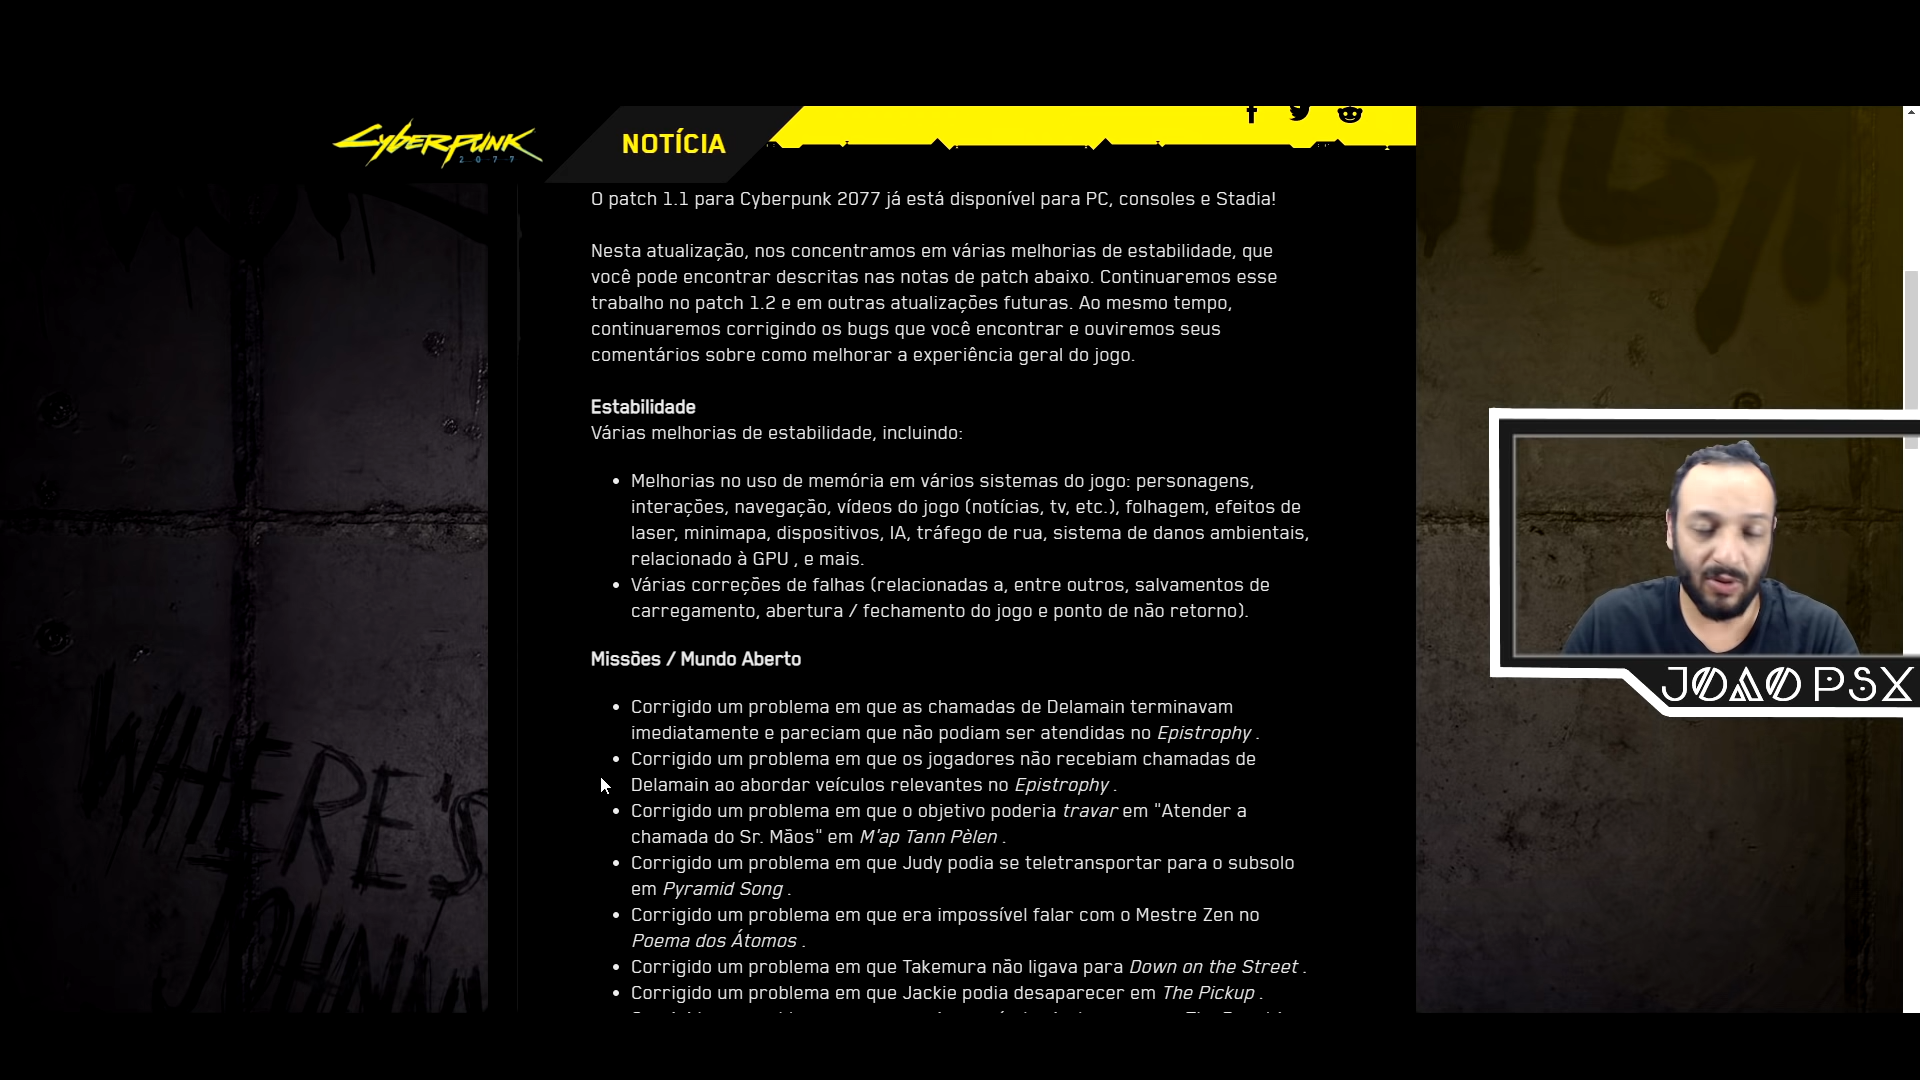 Cyberpunk
2077
NOTÍCIA
O patch 1.1 para Cyberpunk 2077 já está disponível para PC, consoles e Stadia!
Nesta atualização, nos concentramos em várias melhorias de estabilidade, que
você pode encontrar descritas nas notas de patch abaixo. Continuaremos esse
trabalho no patch 1.2 e em outras atualizações futuras. Ao mesmo tempo,
continuaremos corrigindo os bugs que você encontrar e ouviremos seus
comentários sobre como melhorar a experiência geral do jogo.
Estabilidade
Várias melhorias de estabilidade, incluindo:
• Melhorias no uso de memória em vários sistemas do jogo: personagens,
interações, navegação, vídeos do jogo (notícias, tv, etc.), folhagem, efeitos de
laser, minimapa, dispositivos, IA, tráfego de rua, sistema de danos ambientais,
relacionado à GPU , e mais.
• Várias correções de falhas (relacionadas a, entre outros, salvamentos de
carregamento, abertura / fechamento do jogo e ponto de não retorno).
Missões / Mundo Aberto
• Corrigido um problema em que as chamadas de Delamain terminavam
imediatamente e pareciam que não podiam ser atendidas no Epistrophy .
• Corrigido um problema em que os jogadores não recebiam chamadas de
Delamain ao abordar veículos relevantes no Epistrophy .
• Corrigido um problema em que o objetivo poderia travar em "Atender a
chamada do Sr. Mãos" em M'ap Tann Pèlen .
• Corrigido um problema em que Judy podia se teletransportar para o subsolo
em Pyramid Song .
• Corrigido um problema em que era impossível falar com o Mestre Zen no
Poema dos Átomos .
• Corrigido um problema em que Takemura não ligava para Down on the Street .
• Corrigido um problema em que Jackie podia desaparecer em The Pickup .
WHERE'S
JOHNNY
JOAO PSX